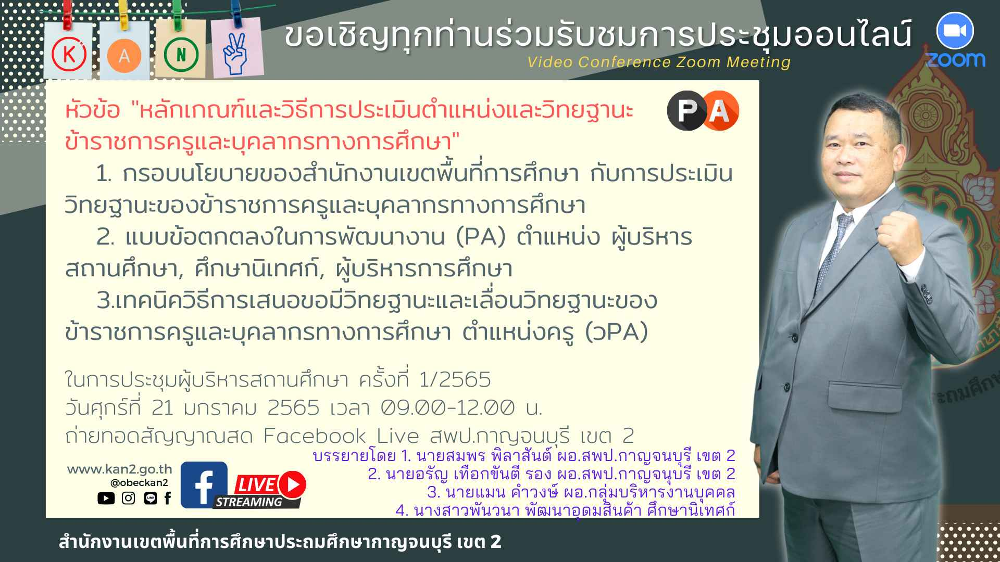 K A N
ขอเชิญทุกท่านร่วมรับชมการประชุมออนไลน์
Video Conference Zoom Meeting
zoom
PA
หัวข้อ "หลักเกณฑ์และวิธีการประเมินตำแหน่งและวิทยฐานะ
ข้าราชการครูและบุคลากรทางการศึกษา"
1. กรอบนโยบายของสำนักงานเขตพื้นที่การศึกษา กับการประเมิน
วิทยฐานะของข้าราชการครูและบุคลากรทางการศึกษา
2. แบบข้อตกตลงในการพัฒนางาน (PA) ตำแหน่ง ผู้บริหาร
สถานศึกษา, ศึกษานิเทศก์, ผู้บริหารการศึกษา
3.เทคนิควิธีการเสนอขอมีวิทยฐานะและเลื่อนวิทยฐานะของ
ข้าราชการครูและบุคลากรทางการศึกษา ตำแหน่งครู (วPA)
ในการประชุมผู้บริหารสถานศึกษา ครั้งที่ 1/2565
วันศุกร์ที่ 21 มกราคม 2565 เวลา 09.00-12.00 น.
ถ่ายทอดสัญญาณสด Facebook Live สพป.กาญจนบุรี เขต 2
บรรยายโดย 1. นายสมพร พิลาสันต์ ผอ.สพป.กาญจนบุรี เขต 2
2. นายอรัญ เทือกขันตี รอง ผอ.สพป.กาญจนุบรี เขต 2
3. นายแมน คำวงษ์ ผอ.กลุ่มบริหารงานบุคคล
4. นางสาวพันวนา พัฒนาอุดมสินค้า ศึกษานิเทศก์
www.kan2.go.th
@obeckan2
LINE
LIVE
STREAMING
สำนักงานเขตพื้นที่การศึกษาประถมศึกษากาญจนบุรี เขต 2